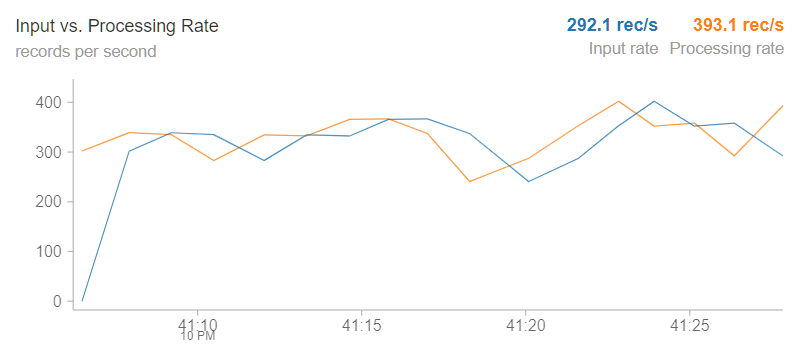 Input vs. Processing Rate
records per second
292.1 rec/s 393.1 rec/s
Input rate Processing rate
400
300
200
100
0
41:10 41:15 41:20 41:25
10 PM